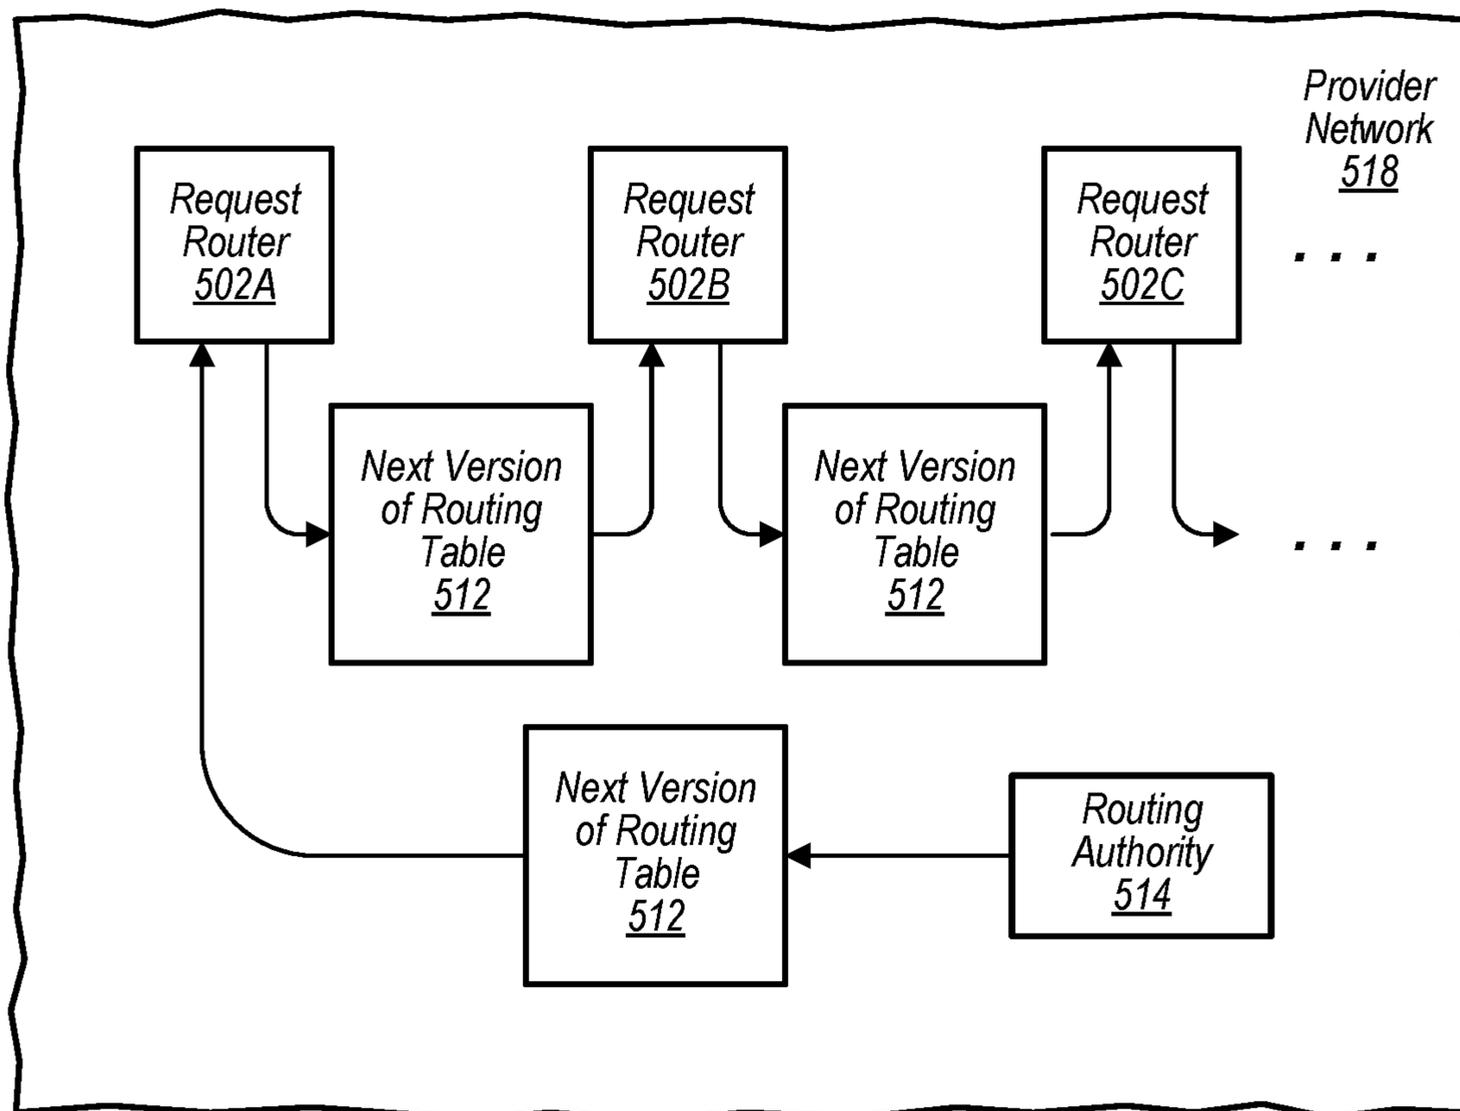 Provider
Network
518
Request
Router
502A
Request
Router
502B
Request
Router
502C
. . .
Next Version
of Routing
Table
512
Next Version
of Routing
Table
512
. . .
Next Version
of Routing
Table
512
Routing
Authority
514